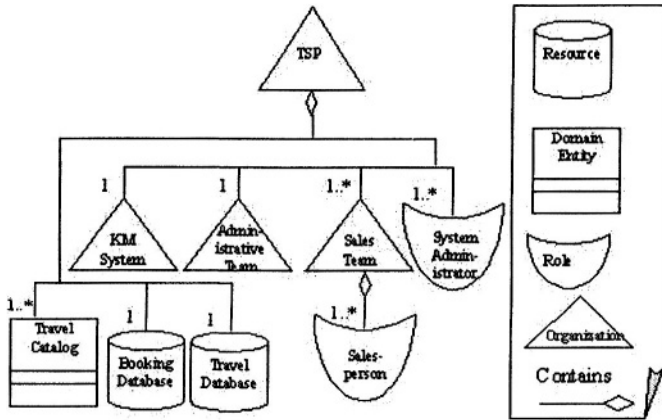 TSP
1
1
1..*
1..*
KM
System
Admin-
istrative
Team
Sales
Team
System
Admin-
istrator
1..*
1
1
Travel
Catalog
Booking
Database
Travel
Database
1..*
Sales-
person
Resource
Domain
Entity
Role
Organization
Contains